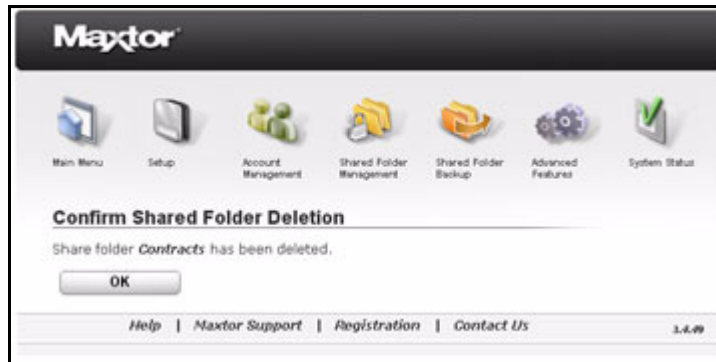 Maxtor
Main Menu
Setup
Account Management
Shared Folder Management
Shared Folder Backup
Advanced Features
System Status
Confirm Shared Folder Deletion
Share folder Contracts has been deleted.
OK
Help | Maxtor Support | Registration | Contact Us